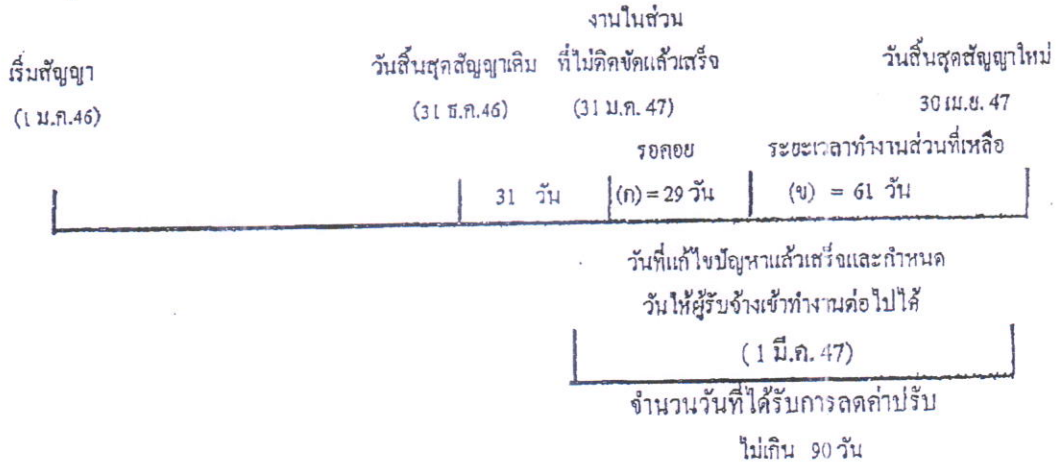 งานในส่วน
เริ่มสัญญา วันสิ้นสุดสัญญาเดิม ที่ไม่ติดขัดแล้วเสร็จ วันสิ้นสุดสัญญาใหม่
(1 ม.ค.46) (31 ธ.ค.46) (31 ม.ค. 47) 30 เม.ย. 47
รอคอย ระยะเวลาทำงานส่วนที่เหลือ
31 วัน (ก) = 29 วัน (ข) = 61 วัน
วันที่แก้ไขปัญหาแล้วเสร็จและกำหนด
วันให้ผู้รับจ้างเข้าทำงานต่อไปได้
(1 มี.ค. 47)
จำนวนวันที่ได้รับการลดค่าปรับ
ไม่เกิน 90 วัน